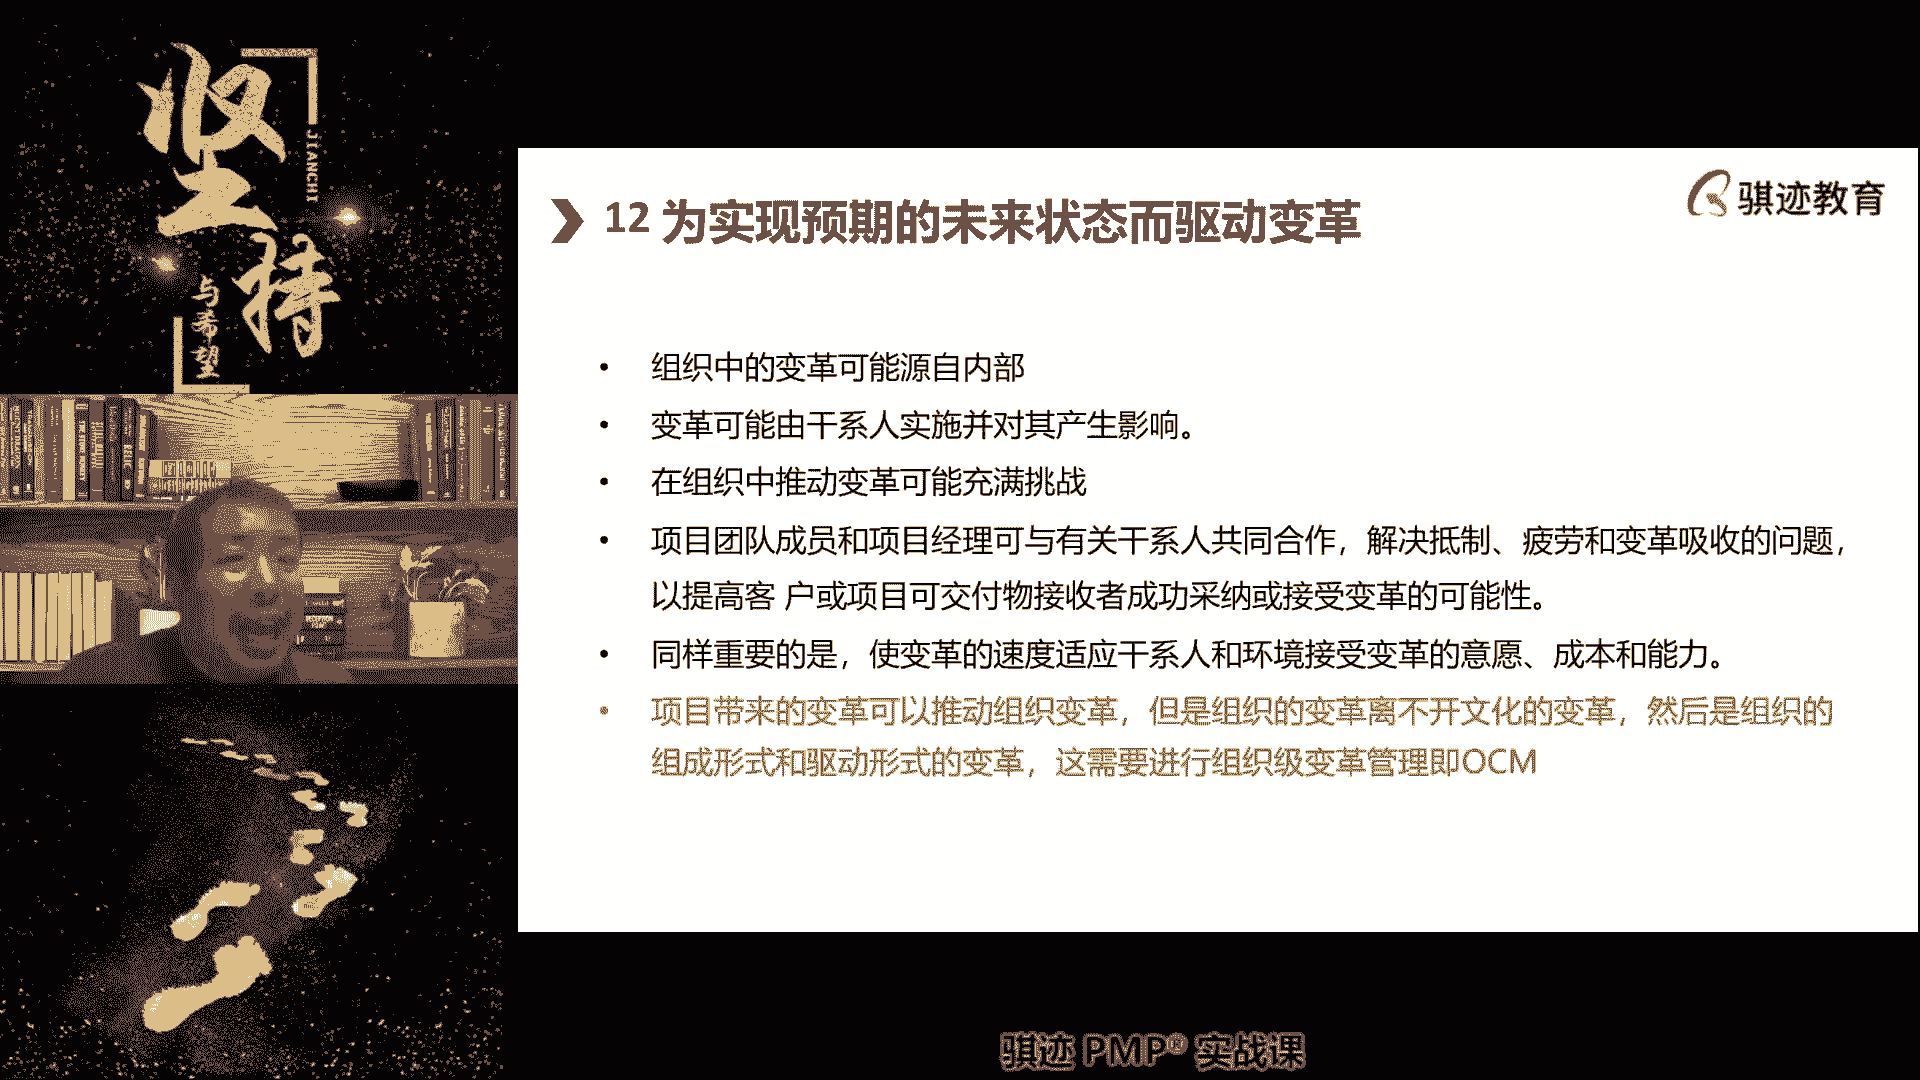 坚持
JIANCHI
与希望
骐迹教育
12 为实现预期的未来状态而驱动变革
• 组织中的变革可能源自内部
• 变革可能由干系人实施并对其产生影响。
• 在组织中推动变革可能充满挑战
• 项目团队成员和项目经理可与有关干系人共同合作，解决抵制、疲劳和变革吸收的问题，
以提高客 户或项目可交付物接收者成功采纳或接受变革的可能性。
• 同样重要的是，使变革的速度适应干系人和环境接受变革的意愿、成本和能力。
• 项目带来的变革可以推动组织变革，但是组织的变革离不开文化的变革，然后是组织的
组成形式和驱动形式的变革，这需要进行组织级变革管理即OCM
骐迹 PMP® 实战课